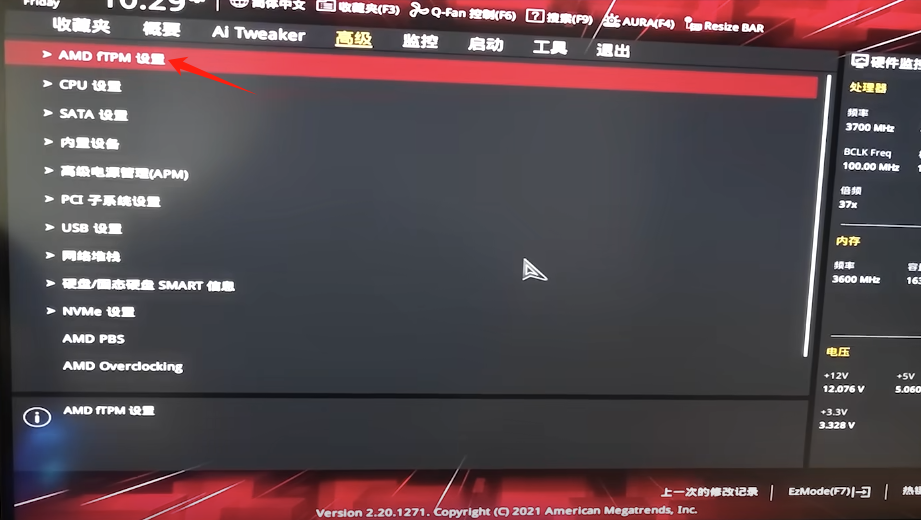 Friday
简体中文 收藏夹(F3) Q-Fan 控制(F6) 搜索(F9) AURA(F4) Resize BAR
收藏夹 概要 Ai Tweaker 高级 监控 启动 工具 退出
硬件监控
> AMD fTPM 设置
> CPU 设置
> SATA 设置
> 内置设备
> 高级电源管理(APM)
> PCI 子系统设置
> USB 设置
> 网络堆栈
> 硬盘/固态硬盘 SMART 信息
> NVMe 设置
AMD PBS
AMD Overclocking
AMD fTPM 设置
处理器
频率
3700 MHz
BCLK Freq
100.00 MHz
倍频
37x
内存
频率
3600 MHz
电压
+12V +5V
12.076 V 5.060
+3.3V
3.328 V
上一次的修改记录 EzMode(F7)
Version 2.20.1271. Copyright (C) 2021 American Megatrends, Inc.